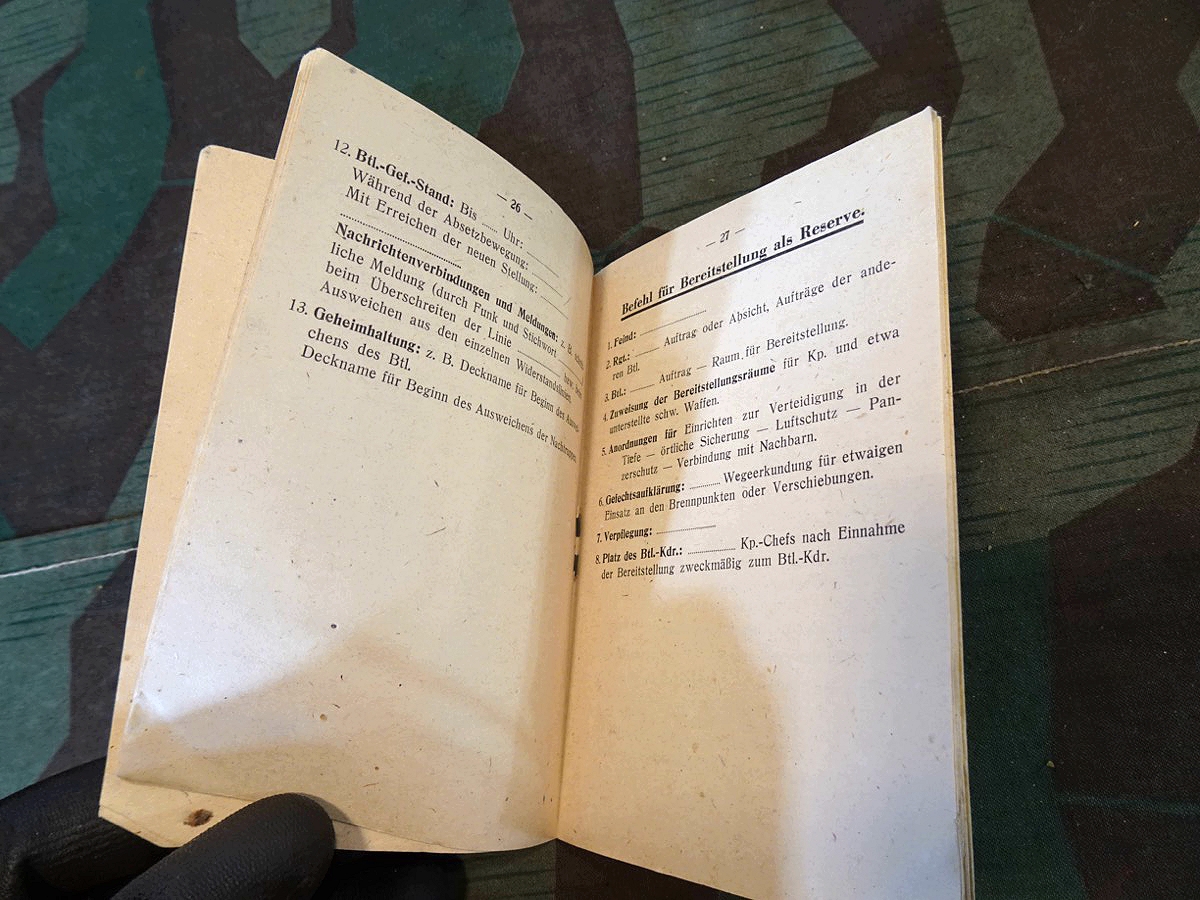 — 26 —
12. Btl.-Gef.-Stand: Bis ...... Uhr: ............
Während der Absetzbewegung: ............
Mit Erreichen der neuen Stellung: ............
............................
Nachrichtenverbindungen und Meldungen: z. B.
liche Meldung (durch Funk und Stichwort
beim Überschreiten der Linie ............
Ausweichen aus den einzelnen Widerstandslinien.
13. Geheimhaltung: z. B. Deckname für Beginn des
chens des Btl.
Deckname für Beginn des Ausweichens der Nachtruppen.
— 27 —
Befehl für Bereitstellung als Reserve.
1. Feind: ....................
2. Rgt.: ........ Auftrag oder Absicht, Aufträge der ande-
ren Btl.
3. Btl.: ........ Auftrag — Raum für Bereitstellung.
4. Zuweisung der Bereitstellungsräume für Kp. und etwa
unterstellte schw. Waffen.
5. Anordnungen für Einrichten zur Verteidigung in der
Tiefe — örtliche Sicherung — Luftschutz — Pan-
zerschutz — Verbindung mit Nachbarn.
6. Gefechtsaufklärung: ............ Wegeerkundung für etwaigen
Einsatz an den Brennpunkten oder Verschiebungen.
7. Verpflegung: ....................
8. Platz des Btl.-Kdr.: ................ Kp.-Chefs nach Einnahme
der Bereitstellung zweckmäßig zum Btl.-Kdr.